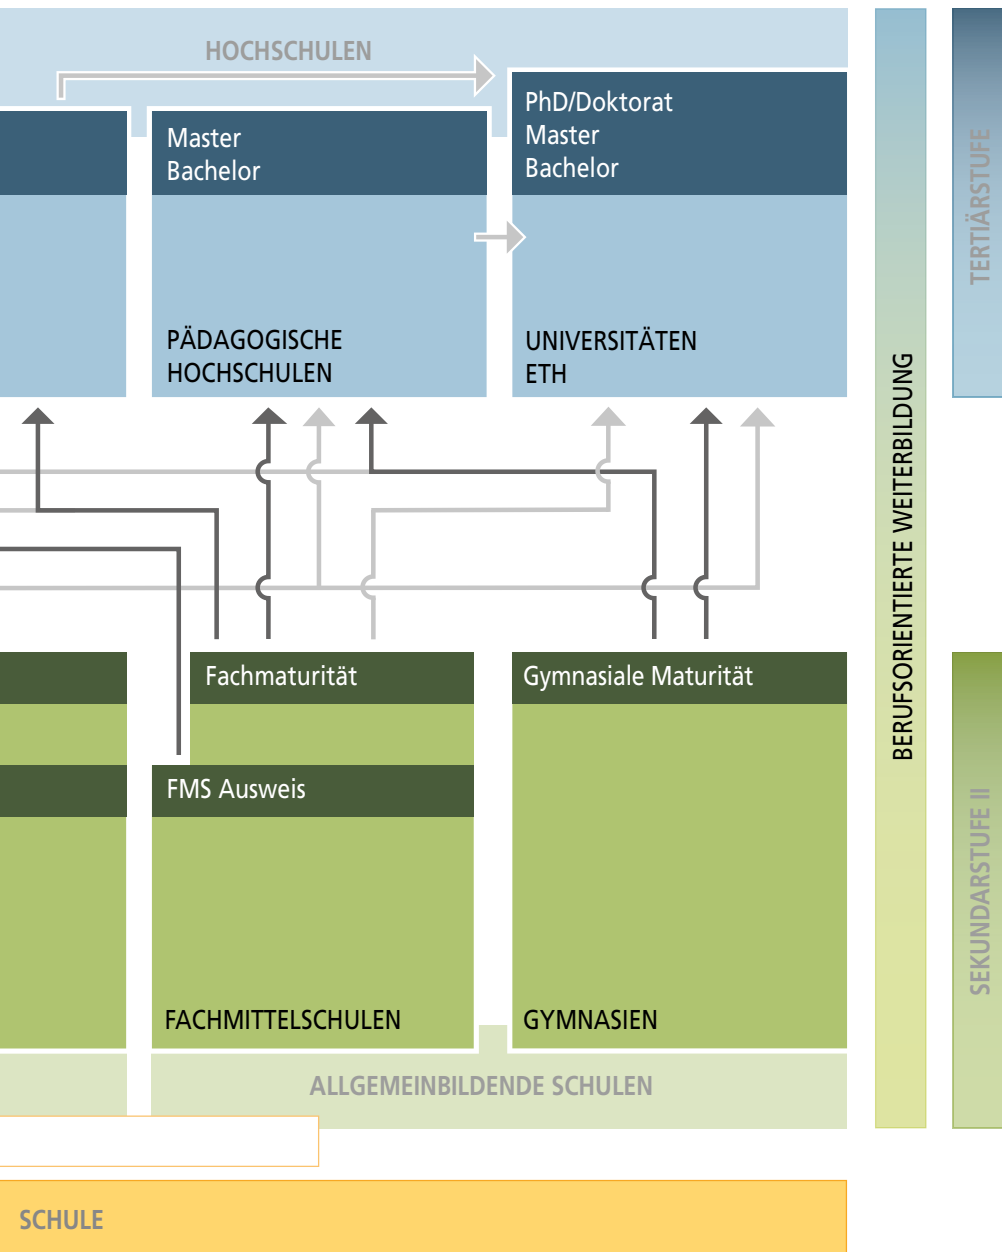 HOCHSCHULEN
Master
Bachelor
PhD/Doktorat
Master
Bachelor
PÄDAGOGISCHE
HOCHSCHULEN
UNIVERSITÄTEN
ETH
Fachmaturität
Gymnasiale Maturität
FMS Ausweis
FACHMITTELSCHULEN
GYMNASIEN
ALLGEMEINBILDENDE SCHULEN
SCHULE
BERUFSORIENTIERTE WEITERBILDUNG
TERTIÄRSTUFE
SEKUNDARSTUFE II